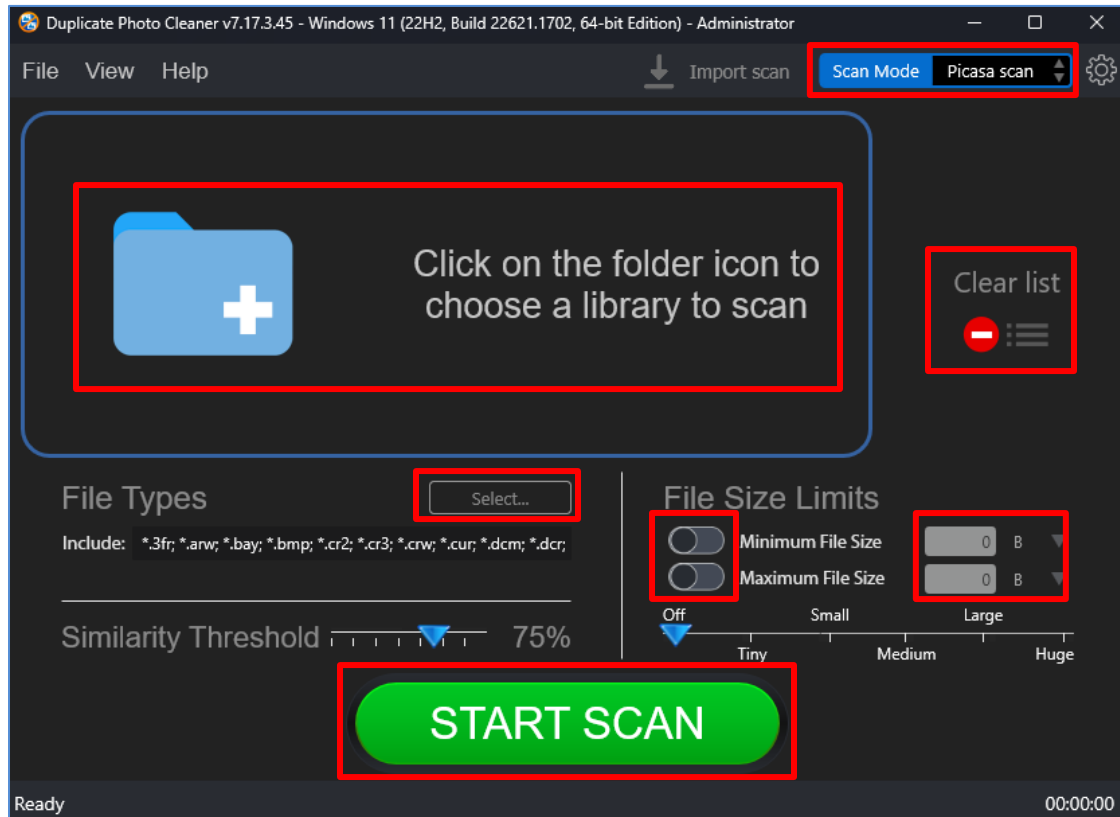 Duplicate Photo Cleaner v7.17.3.45 - Windows 11 (22H2, Build 22621.1702, 64-bit Edition) - Administrator
File View Help Import scan Scan Mode Picasa scan
Click on the folder icon to
choose a library to scan
Clear list
File Types Select...
Include: *.3fr; *.arw; *.bay; *.bmp; *.cr2; *.cr3; *.crw; *.cur; *.dcm; *.dcr;
Similarity Threshold 75%
File Size Limits
Minimum File Size 0 B
Maximum File Size 0 B
Off Small Large
Tiny Medium Huge
START SCAN
Ready 00:00:00